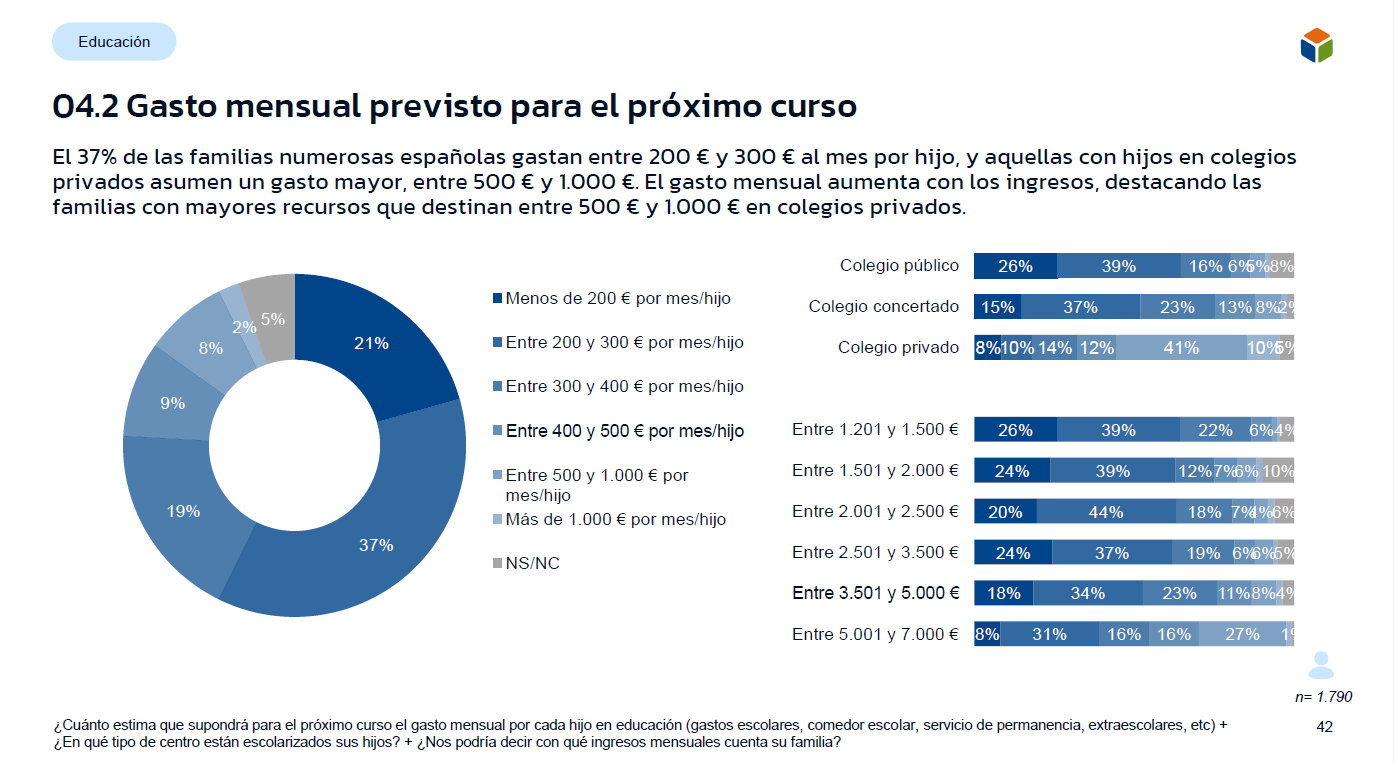 Educación
04.2 Gasto mensual previsto para el próximo curso
El 37% de las familias numerosas españolas gastan entre 200 € y 300 € al mes por hijo, y aquellas con hijos en colegios
privados asumen un gasto mayor, entre 500 € y 1.000 €. El gasto mensual aumenta con los ingresos, destacando las
familias con mayores recursos que destinan entre 500 € y 1.000 € en colegios privados.
21%
37%
19%
9%
8%
2%
5%
Menos de 200 € por mes/hijo
Entre 200 y 300 € por mes/hijo
Entre 300 y 400 € por mes/hijo
Entre 400 y 500 € por mes/hijo
Entre 500 y 1.000 € por
mes/hijo
Más de 1.000 € por mes/hijo
NS/NC
Colegio público 26% 39% 16% 6% 5% 8%
Colegio concertado 15% 37% 23% 13% 8% 2%
Colegio privado 8% 10% 14% 12% 41% 10% 5%
Entre 1.201 y 1.500 € 26% 39% 22% 6% 4%
Entre 1.501 y 2.000 € 24% 39% 12% 7% 6% 10%
Entre 2.001 y 2.500 € 20% 44% 18% 7% 4% 6%
Entre 2.501 y 3.500 € 24% 37% 19% 6% 6% 5%
Entre 3.501 y 5.000 € 18% 34% 23% 11% 8% 4%
Entre 5.001 y 7.000 € 8% 31% 16% 16% 27% 1%
n= 1.790
¿Cuánto estima que supondrá para el próximo curso el gasto mensual por cada hijo en educación (gastos escolares, comedor escolar, servicio de permanencia, extraescolares, etc) +
¿En qué tipo de centro están escolarizados sus hijos? + ¿Nos podría decir con qué ingresos mensuales cuenta su familia?
42